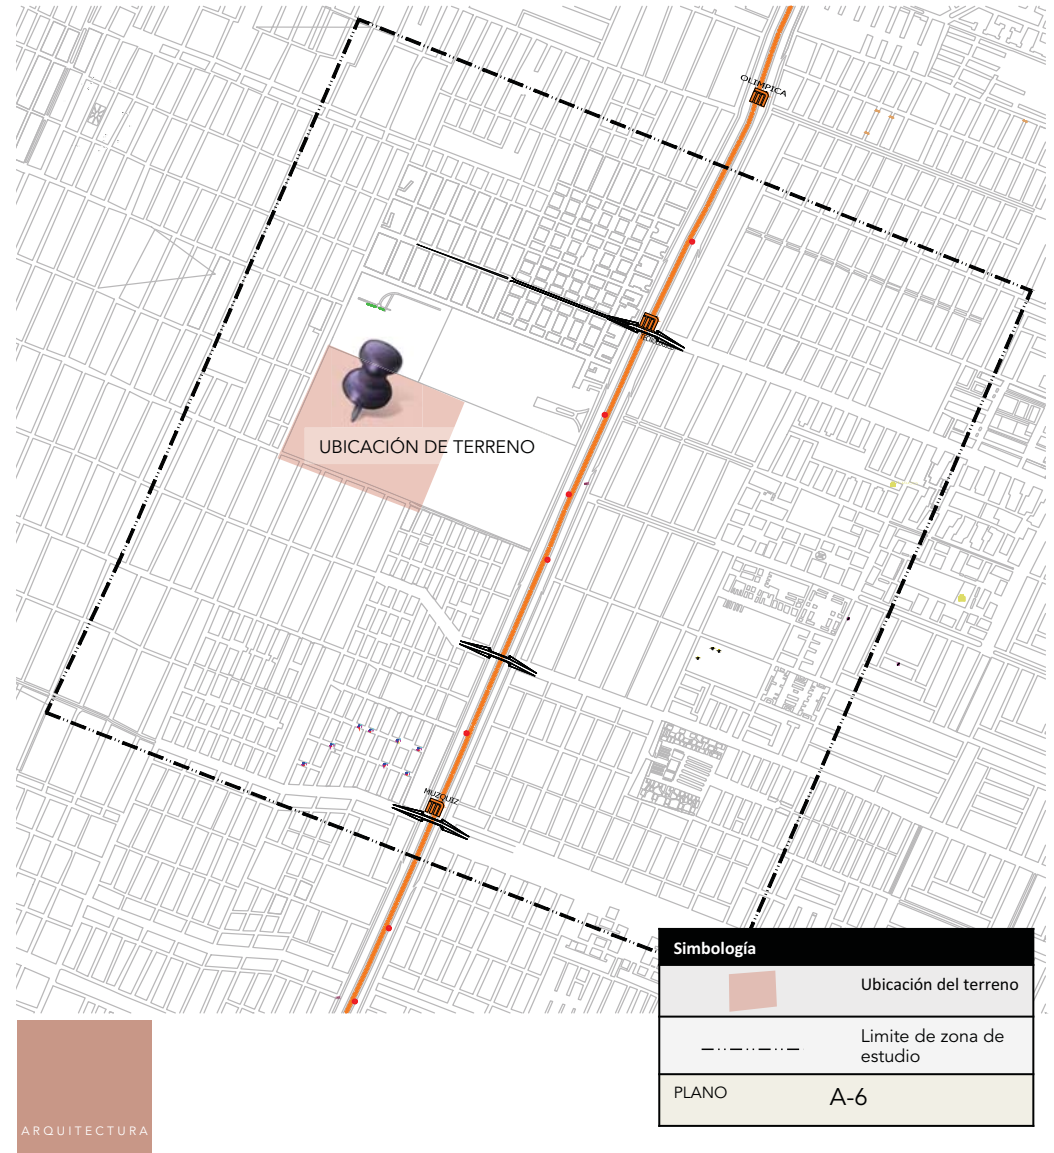 OLIMPICA
UBICACIÓN DE TERRENO
MUZQUIZ
Simbología
Ubicación del terreno
Limite de zona de
estudio
PLANO A-6
ARQUITECTURA